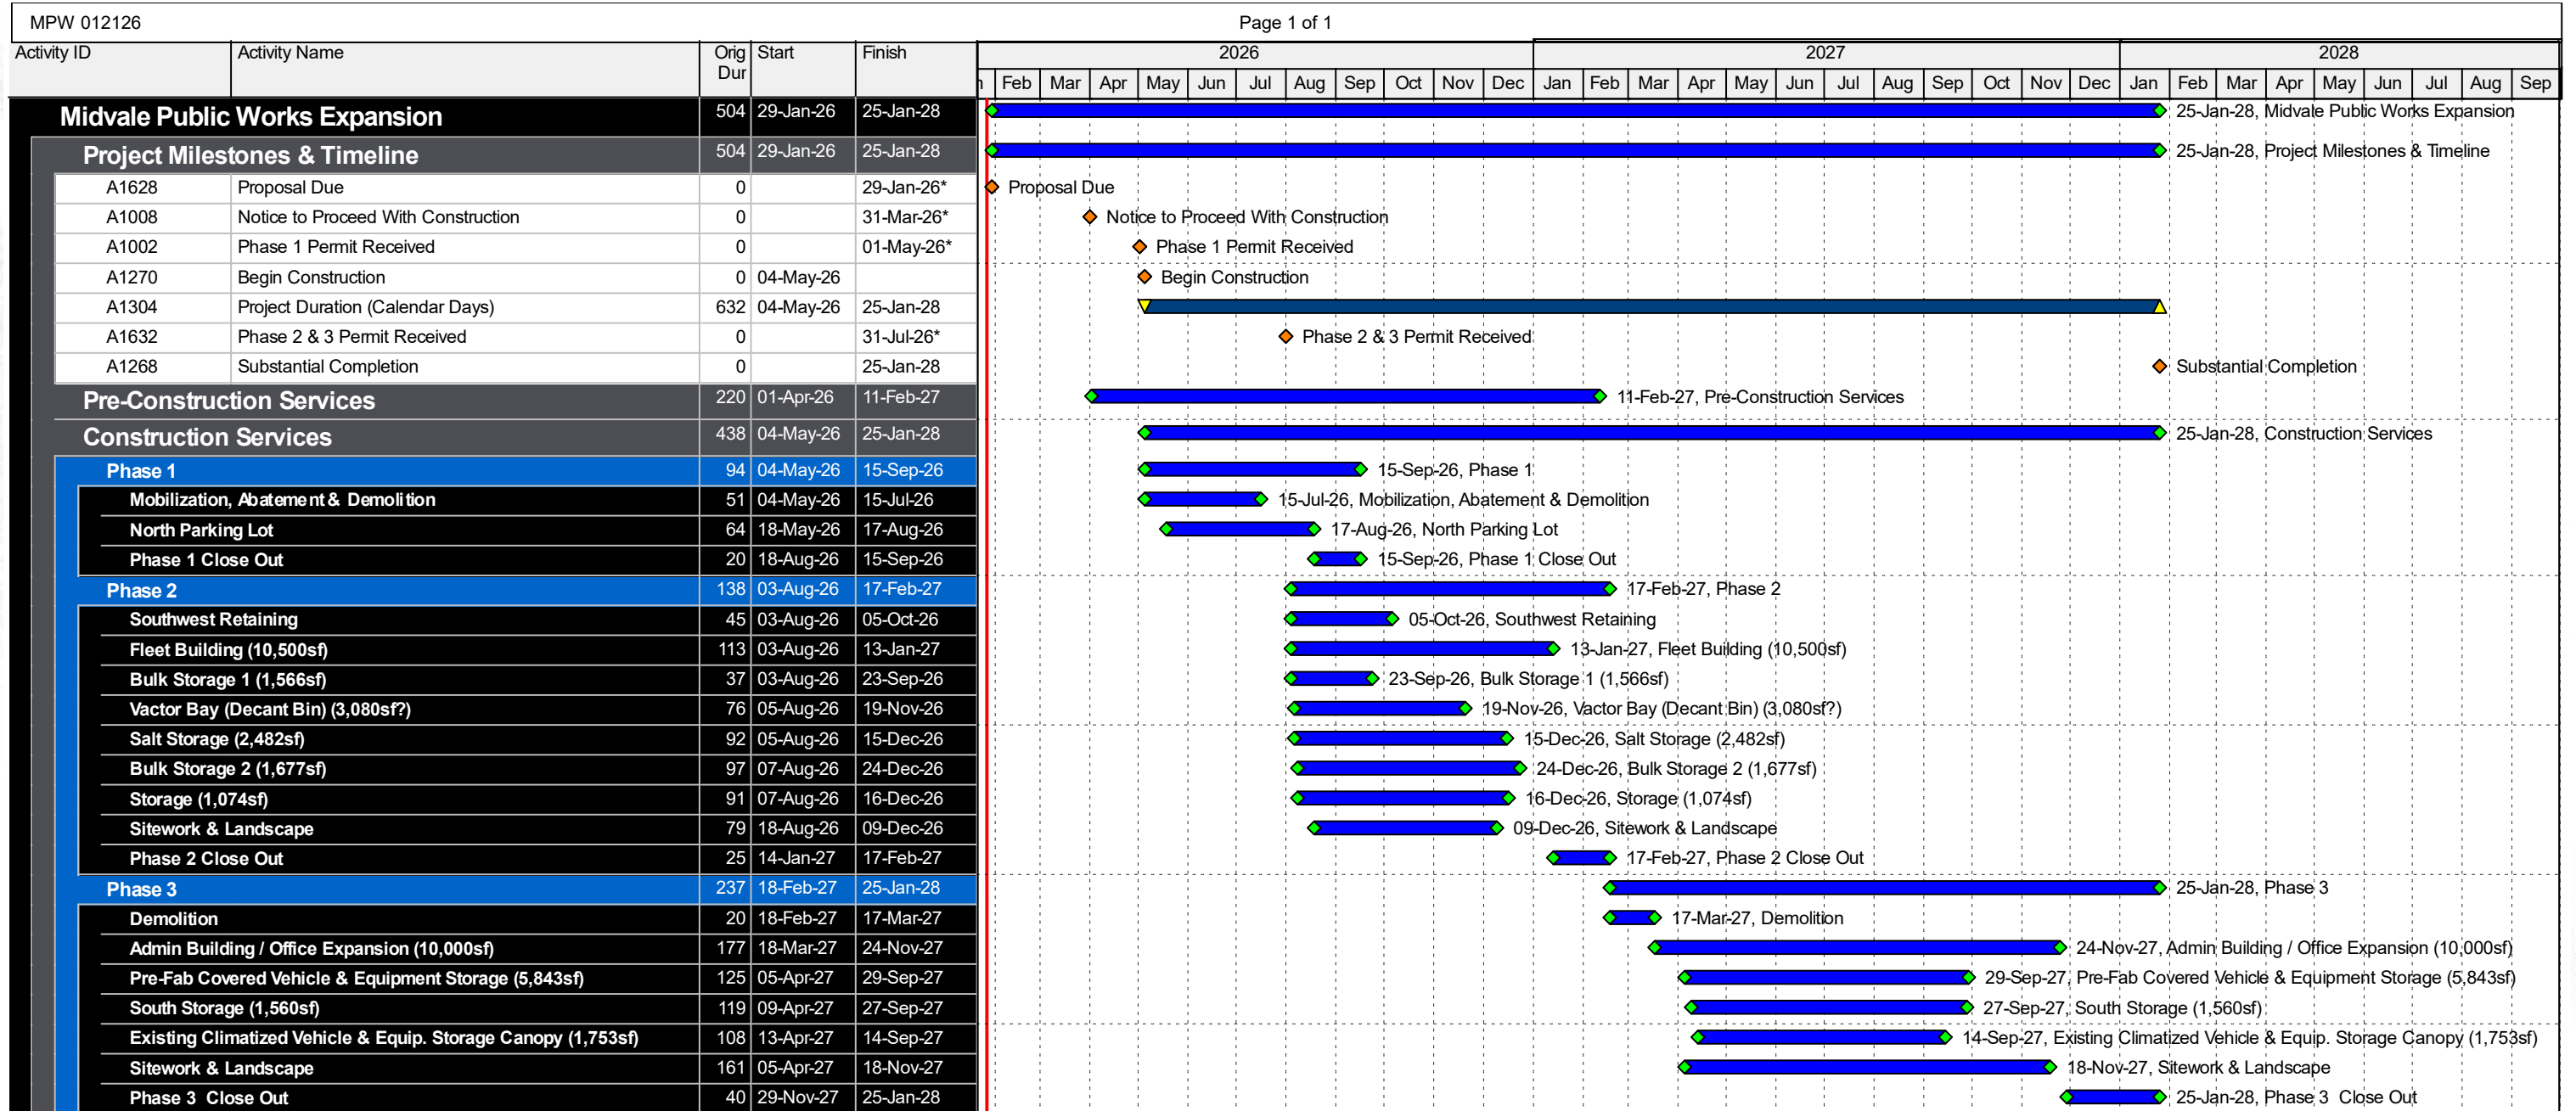 MPW 012126 Page 1 of 1
Activity ID Activity Name Orig Dur Start Finish 2026 2027 2028
Feb Mar Apr May Jun Jul Aug Sep Oct Nov Dec Jan Feb Mar Apr May Jun Jul Aug Sep Oct Nov Dec Jan Feb Mar Apr May Jun Jul Aug Sep
Midvale Public Works Expansion 504 29-Jan-26 25-Jan-28 25-Jan-28, Midvale Public Works Expansion
Project Milestones & Timeline 504 29-Jan-26 25-Jan-28 25-Jan-28, Project Milestones & Timeline
A1628 Proposal Due 0 29-Jan-26* Proposal Due
A1008 Notice to Proceed With Construction 0 31-Mar-26* Notice to Proceed With Construction
A1002 Phase 1 Permit Received 0 01-May-26* Phase 1 Permit Received
A1270 Begin Construction 0 04-May-26 Begin Construction
A1304 Project Duration (Calendar Days) 632 04-May-26 25-Jan-28
A1632 Phase 2 & 3 Permit Received 0 31-Jul-26* Phase 2 & 3 Permit Received
A1268 Substantial Completion 0 25-Jan-28 Substantial Completion
Pre-Construction Services 220 01-Apr-26 11-Feb-27 11-Feb-27, Pre-Construction Services
Construction Services 438 04-May-26 25-Jan-28 25-Jan-28, Construction Services
Phase 1 94 04-May-26 15-Sep-26 15-Sep-26, Phase 1
Mobilization, Abatement & Demolition 51 04-May-26 15-Jul-26 15-Jul-26, Mobilization, Abatement & Demolition
North Parking Lot 64 18-May-26 17-Aug-26 17-Aug-26, North Parking Lot
Phase 1 Close Out 20 18-Aug-26 15-Sep-26 15-Sep-26, Phase 1 Close Out
Phase 2 138 03-Aug-26 17-Feb-27 17-Feb-27, Phase 2
Southwest Retaining 45 03-Aug-26 05-Oct-26 05-Oct-26, Southwest Retaining
Fleet Building (10,500sf) 113 03-Aug-26 13-Jan-27 13-Jan-27, Fleet Building (10,500sf)
Bulk Storage 1 (1,566sf) 37 03-Aug-26 23-Sep-26 23-Sep-26, Bulk Storage 1 (1,566sf)
Vactor Bay (Decant Bin) (3,080sf?) 76 05-Aug-26 19-Nov-26 19-Nov-26, Vactor Bay (Decant Bin) (3,080sf?)
Salt Storage (2,482sf) 92 05-Aug-26 15-Dec-26 15-Dec-26, Salt Storage (2,482sf)
Bulk Storage 2 (1,677sf) 97 07-Aug-26 24-Dec-26 24-Dec-26, Bulk Storage 2 (1,677sf)
Storage (1,074sf) 91 07-Aug-26 16-Dec-26 16-Dec-26, Storage (1,074sf)
Sitework & Landscape 79 18-Aug-26 09-Dec-26 09-Dec-26, Sitework & Landscape
Phase 2 Close Out 25 14-Jan-27 17-Feb-27 17-Feb-27, Phase 2 Close Out
Phase 3 237 18-Feb-27 25-Jan-28 25-Jan-28, Phase 3
Demolition 20 18-Feb-27 17-Mar-27 17-Mar-27, Demolition
Admin Building / Office Expansion (10,000sf) 177 18-Mar-27 24-Nov-27 24-Nov-27, Admin Building / Office Expansion (10,000sf)
Pre-Fab Covered Vehicle & Equipment Storage (5,843sf) 125 05-Apr-27 29-Sep-27 29-Sep-27, Pre-Fab Covered Vehicle & Equipment Storage (5,843sf)
South Storage (1,560sf) 119 09-Apr-27 27-Sep-27 27-Sep-27, South Storage (1,560sf)
Existing Climatized Vehicle & Equip. Storage Canopy (1,753sf) 108 13-Apr-27 14-Sep-27 14-Sep-27, Existing Climatized Vehicle & Equip. Storage Canopy (1,753sf)
Sitework & Landscape 161 05-Apr-27 18-Nov-27 18-Nov-27, Sitework & Landscape
Phase 3 Close Out 40 29-Nov-27 25-Jan-28 25-Jan-28, Phase 3 Close Out